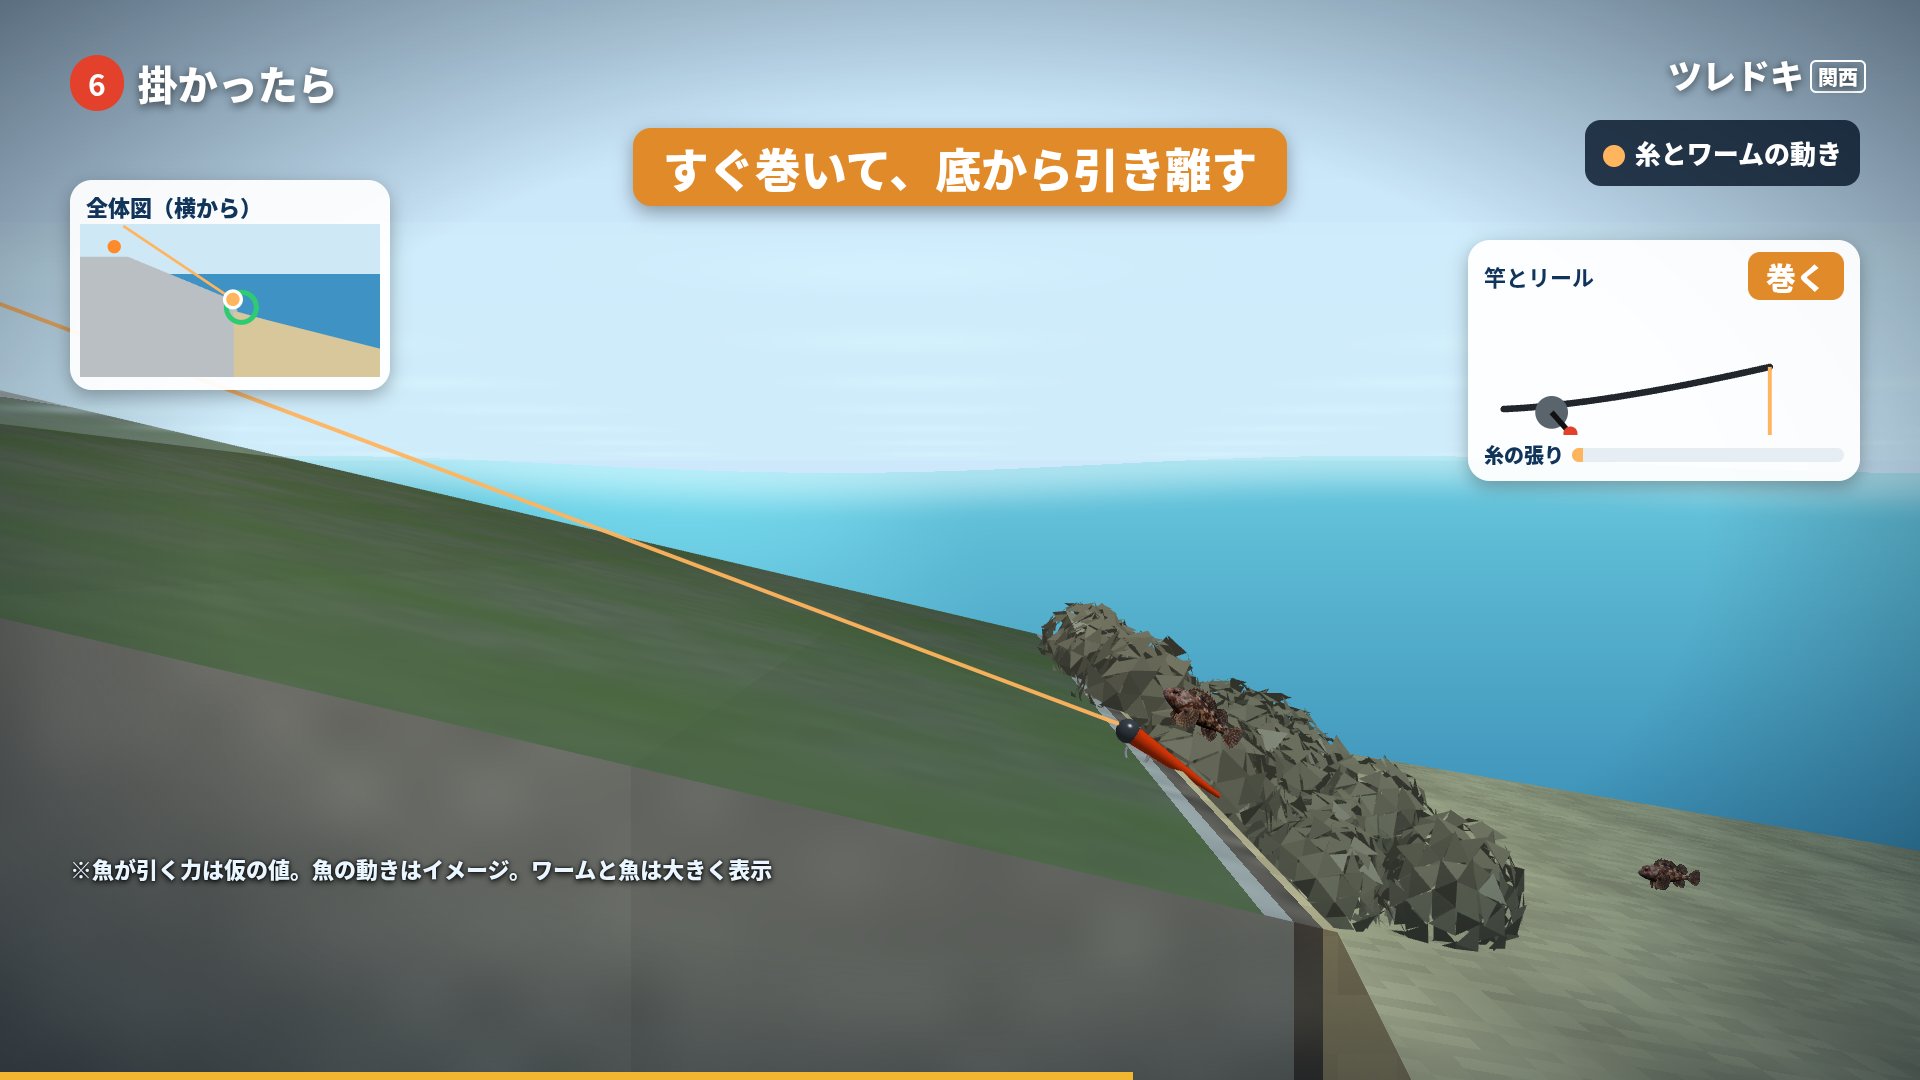 6 掛かったら
ツレドキ 関西
すぐ巻いて、底から引き離す
糸とワームの動き
全体図（横から）
竿とリール
巻く
糸の張り
※魚が引く力は仮の値。魚の動きはイメージ。ワームと魚は大きく表示